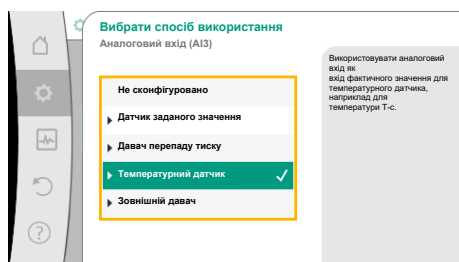 Вибрати спосіб використання
Аналоговий вхід (AI3)
Використовувати аналоговий
вхід як
вхід фактичного значення для
температурного датчика,
наприклад для
температури Т-с.
Не сконфігуровано
Датчик заданого значення
Давач перепаду тиску
Температурний датчик
Зовнішній давач
?